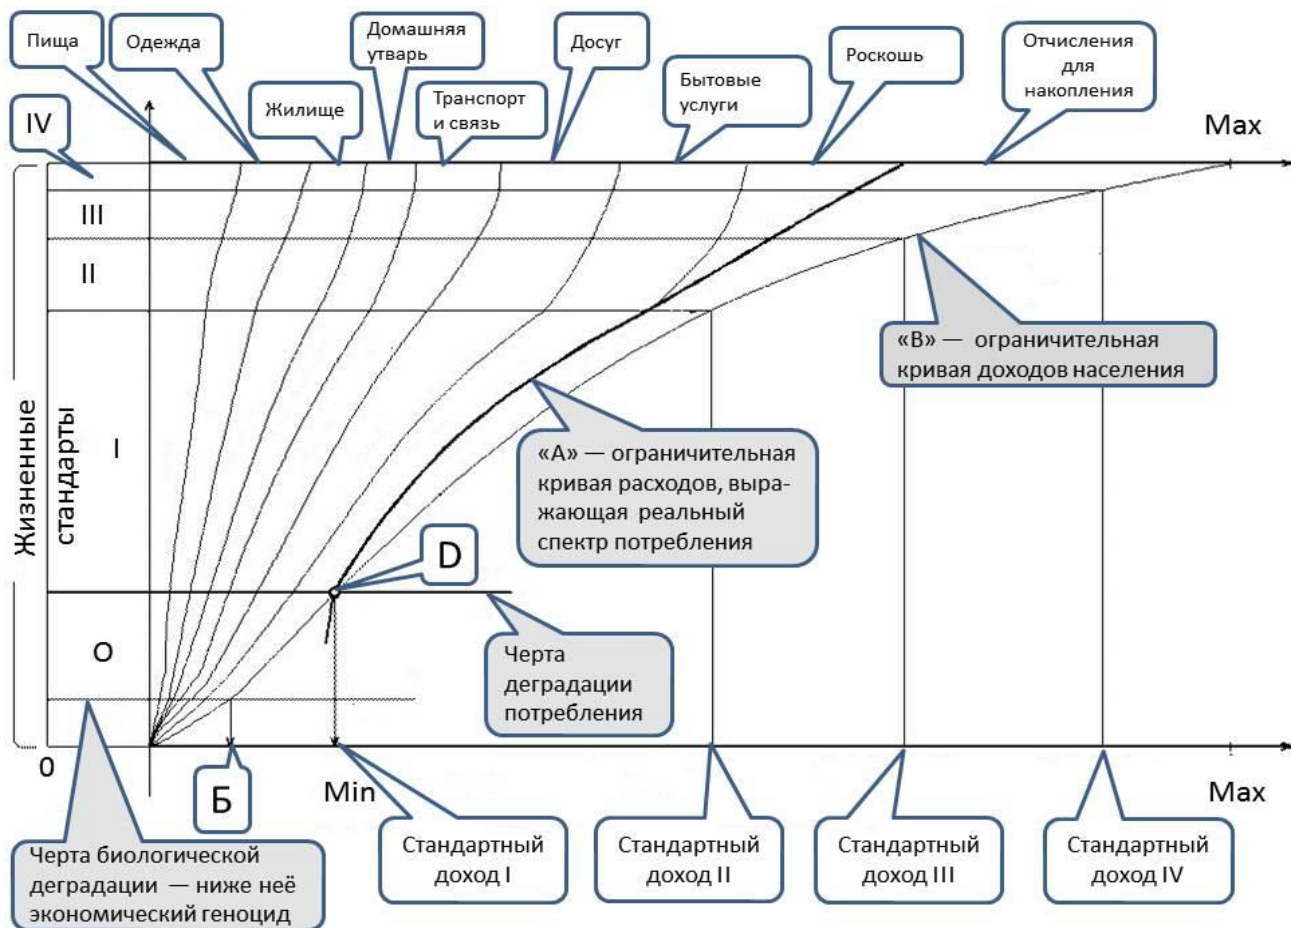 Пища
Одежда
Домашняя
утварь
Досуг
Роскошь
Отчисления
для
накопления
IV
Жилище
Транспорт
и связь
Бытовые
услуги
Max
III
II
I
О
Жизненные
стандарты
«В» — ограничительная
кривая доходов населения
«А» — ограничительная
кривая расходов, выра-
жающая реальный
спектр потребления
D
Черта
деградации
потребления
0
Б
Min
Max
Черта биологической
деградации — ниже неё
экономический геноцид
Стандартный
доход I
Стандартный
доход II
Стандартный
доход III
Стандартный
доход IV